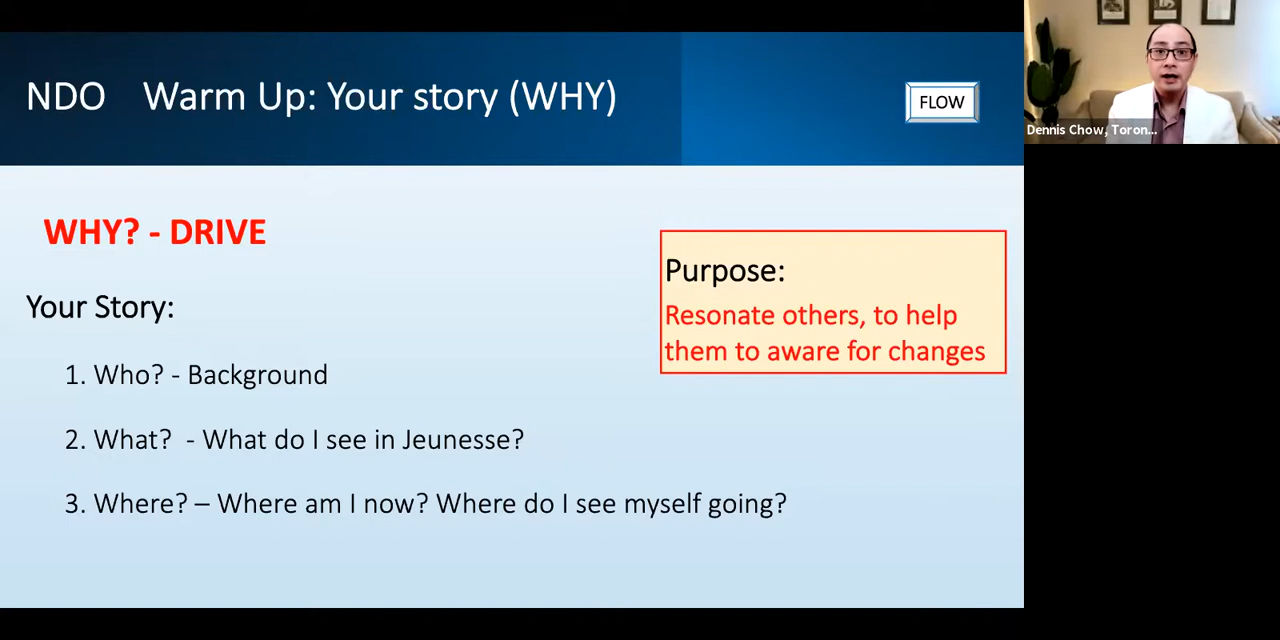 NDO Warm Up: Your story (WHY)
FLOW
Dennis Chow, Toron...
WHY? - DRIVE
Purpose:
Resonate others, to help
them to aware for changes
Your Story:
1. Who? - Background
2. What? - What do I see in Jeunesse?
3. Where? – Where am I now? Where do I see myself going?